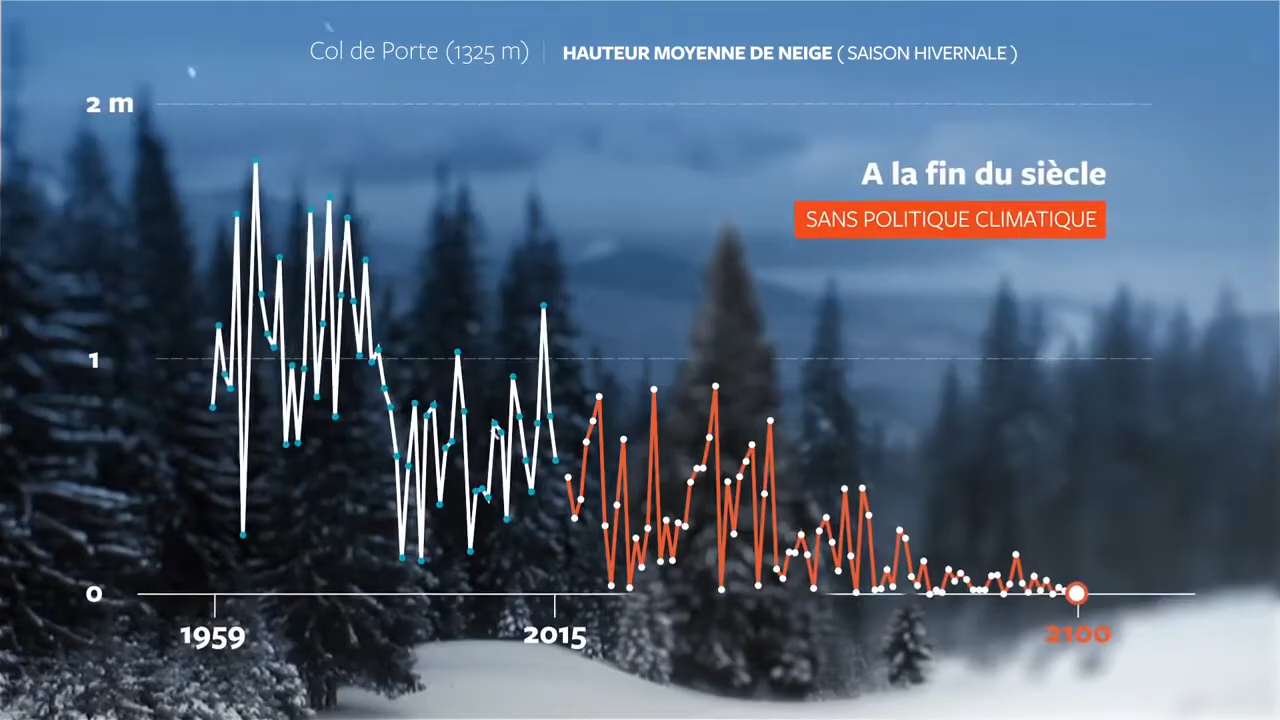 Col de Porte (1325 m) | HAUTEUR MOYENNE DE NEIGE ( SAISON HIVERNALE )
2 m
A la fin du siècle
SANS POLITIQUE CLIMATIQUE
1
0
1959 2015 2100